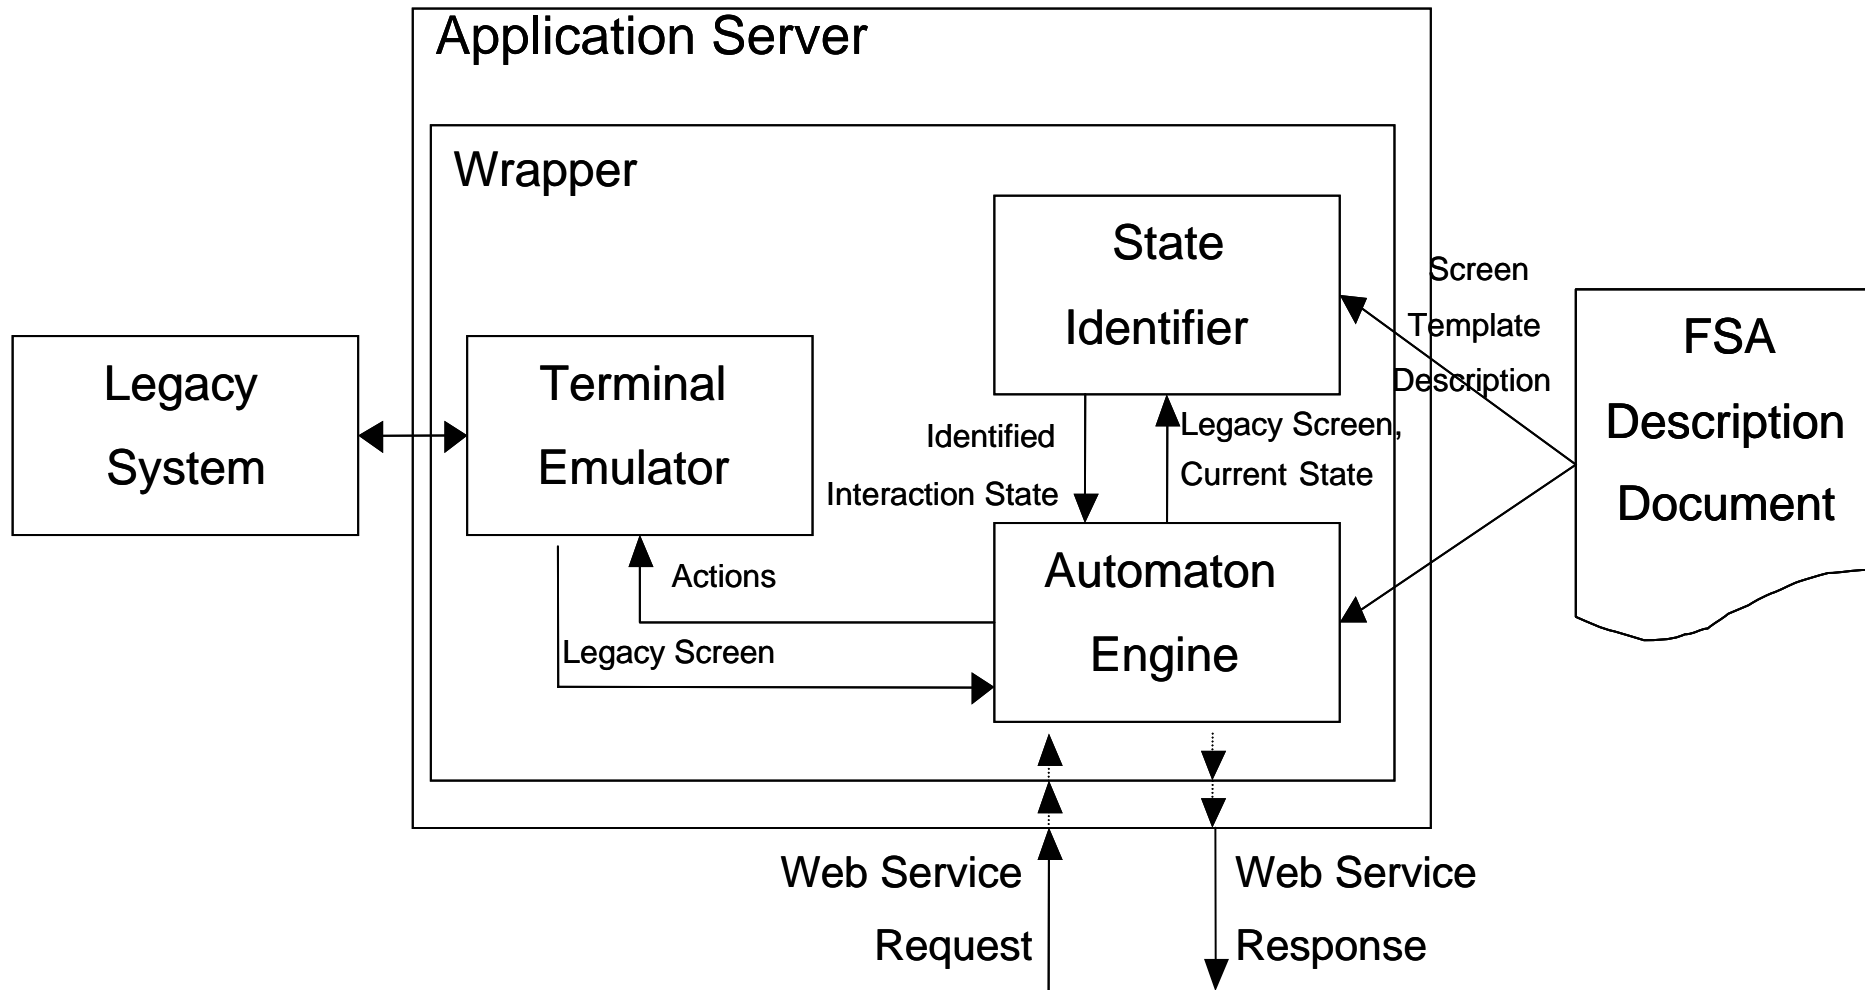 Application Server
Wrapper
State
Identifier
Screen
Template
Description
FSA
Description
Document
Legacy
System
Terminal
Emulator
Identified
Interaction State
Legacy Screen,
Current State
Actions
Legacy Screen
Automaton
Engine
Web Service
Request
Web Service
Response